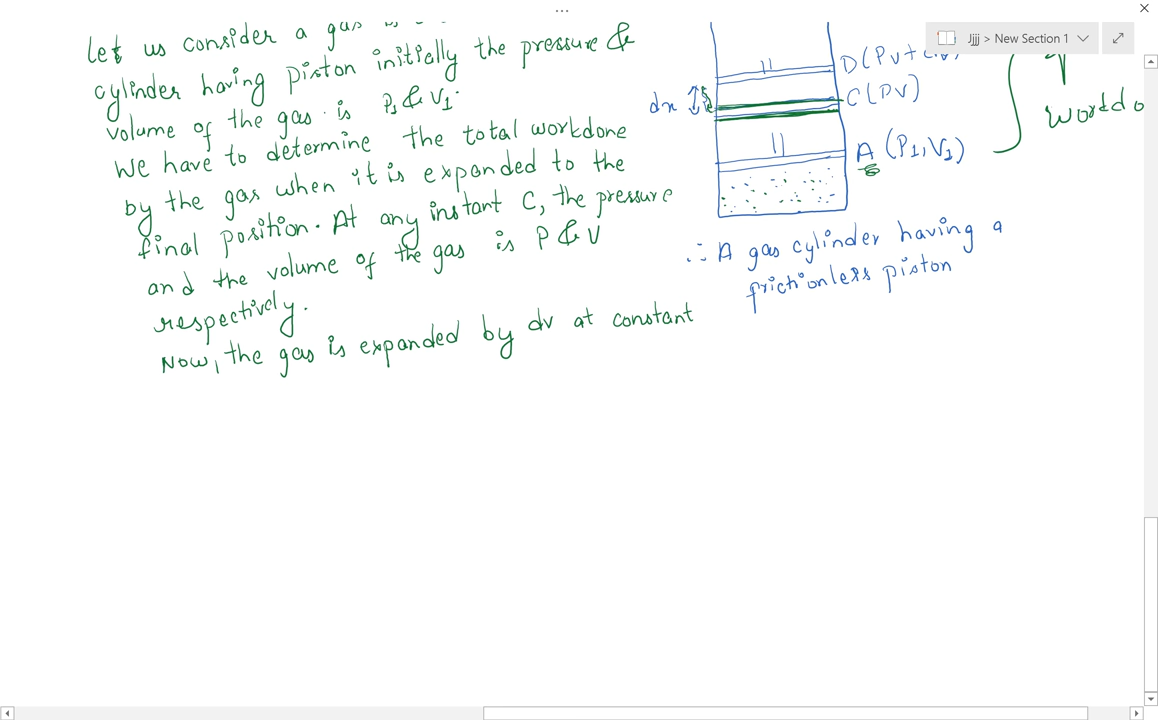 Let us consider a gas is
cylinder having piston initially the pressure &
volume of the gas is P1 & V1.
We have to determine the total workdone
by the gas when it is expanded to the
final position. At any instant C, the pressure
and the volume of the gas is P & V
respectively.
Now, the gas is expanded by dv at constant
D(PV+
dx
C(PV)
A (P1,V1)
∴ A gas cylinder having a
frictionless piston
workdo
Jjjj > New Section 1